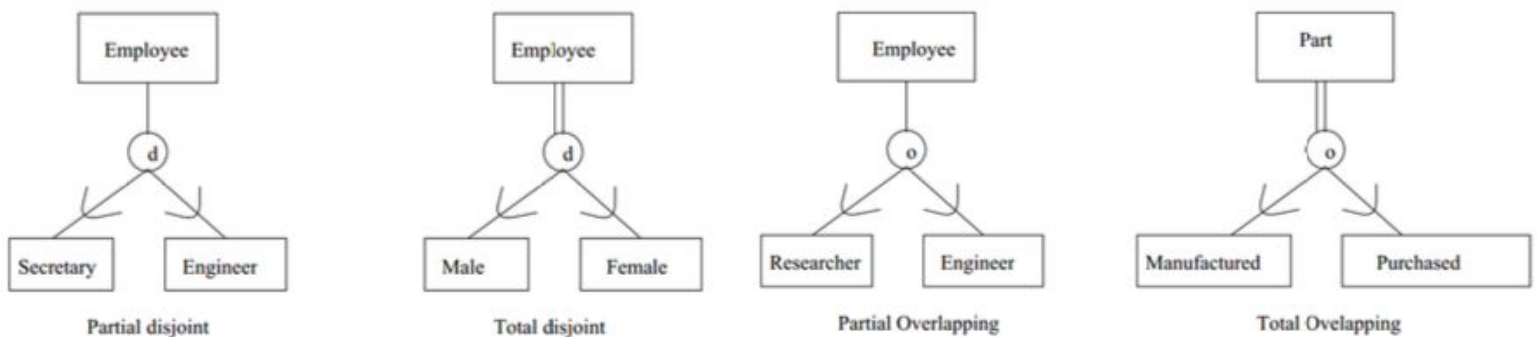 Employee
d
Secretary
Engineer
Partial disjoint
Employee
d
Male
Female
Total disjoint
Employee
o
Researcher
Engineer
Partial Overlapping
Part
o
Manufactured
Purchased
Total Ovelapping